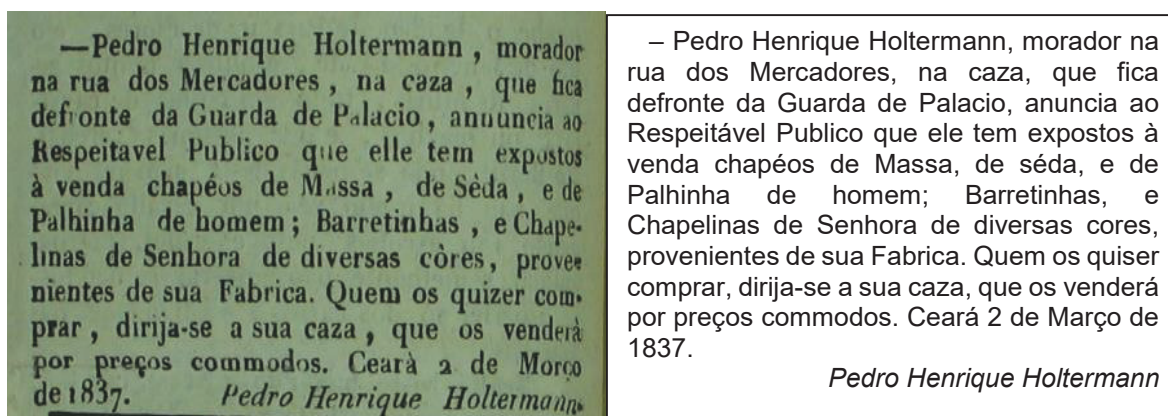 —Pedro Henrique Holtermann , morador
na rua dos Mercadores , na caza , que fica
defronte da Guarda de Palacio , anuuncia ao
Respeitavel Publico que elle tem expostos
à venda chapéos de Massa , de Sèda , e de
Palhinha de homem ; Barretinhas , e Chape-
linas de Senhora de diversas còres, prove-
nientes de sua Fabrica. Quem os quizer com-
prar , dirija-se a sua caza , que os venderà
por preços commodos. Cearà 2 de Morço
de 1837. Pedro Henrique Holtermann.
– Pedro Henrique Holtermann, morador na
rua dos Mercadores, na caza, que fica
defronte da Guarda de Palacio, anuncia ao
Respeitável Publico que ele tem expostos à
venda chapéos de Massa, de séda, e de
Palhinha de homem; Barretinhas, e
Chapelinas de Senhora de diversas cores,
provenientes de sua Fabrica. Quem os quiser
comprar, dirija-se a sua caza, que os venderá
por preços commodos. Ceará 2 de Março de
1837.
Pedro Henrique Holtermann